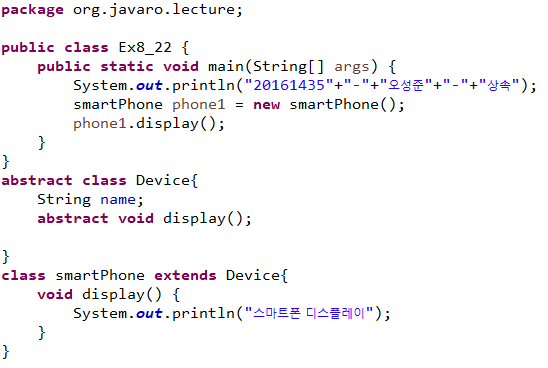 package org.javaro.lecture;
public class Ex8_22 {
public static void main(String[] args) {
System.out.println("20161435"+"-"+"오성준"+"-"+"상속");
smartPhone phone1 = new smartPhone();
phone1.display();
}
}
abstract class Device{
String name;
abstract void display();
}
class smartPhone extends Device{
void display() {
System.out.println("스마트폰 디스플레이");
}
}